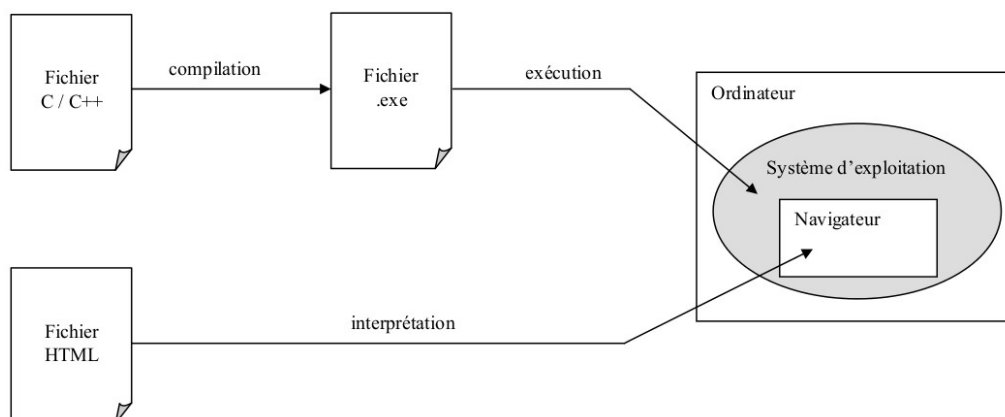 Fichier
C / C++
compilation
Fichier
.exe
exécution
Ordinateur
Système d’exploitation
Navigateur
Fichier
HTML
interprétation